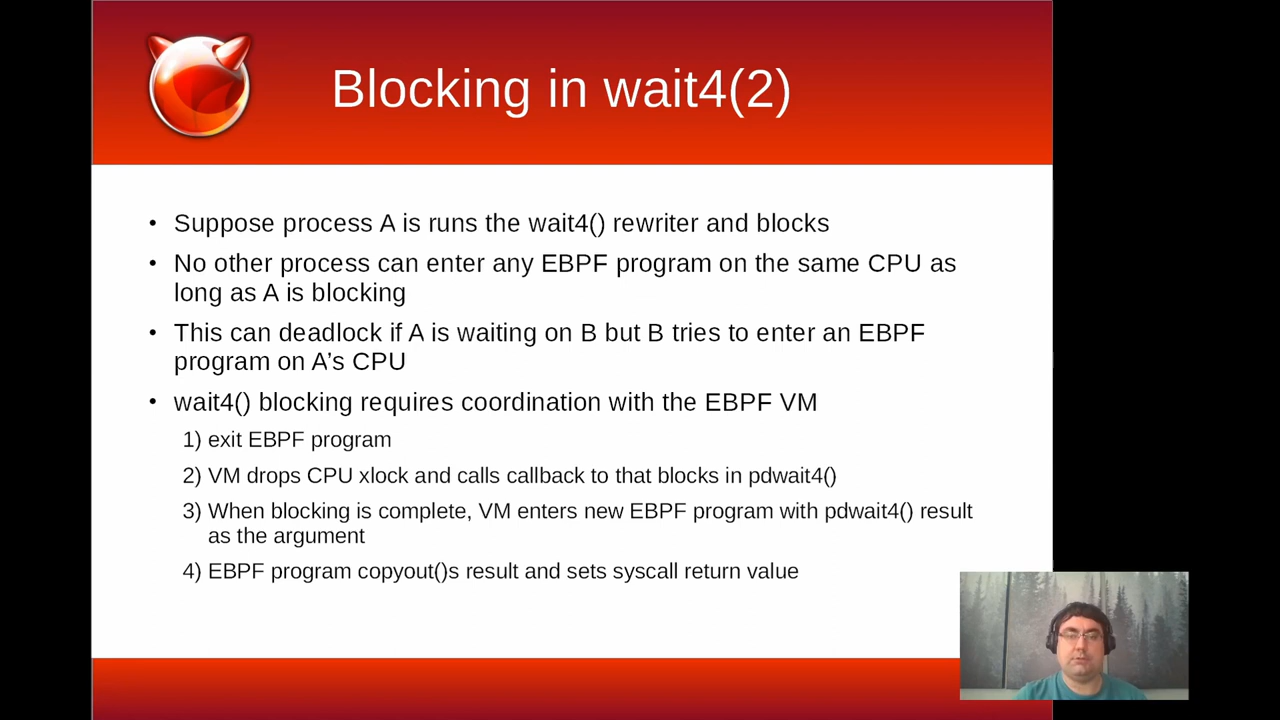 Blocking in wait4(2)
• Suppose process A is runs the wait4() rewriter and blocks
• No other process can enter any EBPF program on the same CPU as
long as A is blocking
• This can deadlock if A is waiting on B but B tries to enter an EBPF
program on A’s CPU
• wait4() blocking requires coordination with the EBPF VM
1) exit EBPF program
2) VM drops CPU xlock and calls callback to that blocks in pdwait4()
3) When blocking is complete, VM enters new EBPF program with pdwait4() result
as the argument
4) EBPF program copyout()s result and sets syscall return value